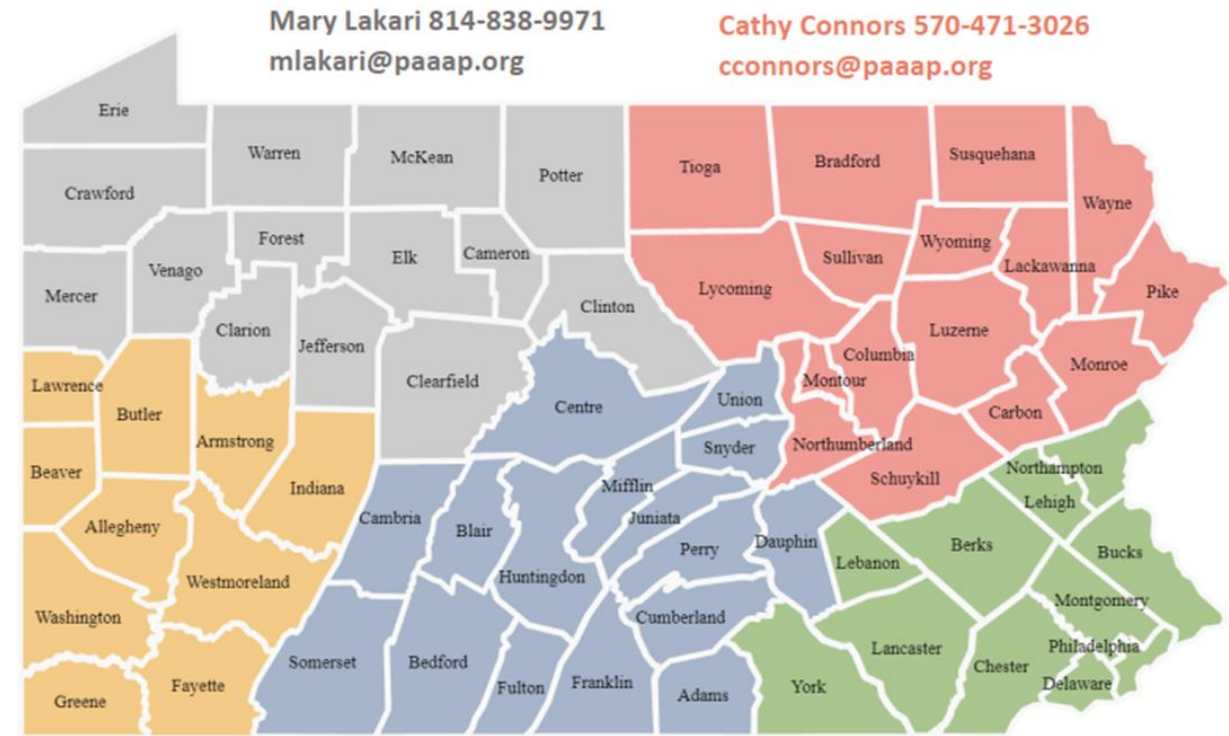 Mary Lakari 814-838-9971
mlakari@paaap.org
Cathy Connors 570-471-3026
cconnors@paaap.org
Erie
Warren
McKean
Potter
Tioga
Bradford
Susquehana
Wayne
Crawford
Forest
Elk
Cameron
Venago
Mercer
Clarion
Jefferson
Clinton
Clearfield
Lycoming
Sullivan
Wyoming
Lackawanna
Pike
Luzerne
Columbia
Montour
Monroe
Carbon
Northumberland
Schuykill
Lawrence
Butler
Armstrong
Beaver
Indiana
Allegheny
Westmoreland
Washington
Greene
Fayette
Centre
Union
Snyder
Mifflin
Juniata
Cambria
Blair
Huntingdon
Perry
Dauphin
Cumberland
Somerset
Bedford
Fulton
Franklin
Adams
Northampton
Lehigh
Berks
Bucks
Lebanon
Montgomery
Lancaster
Philadelphia
Chester
Delaware
York